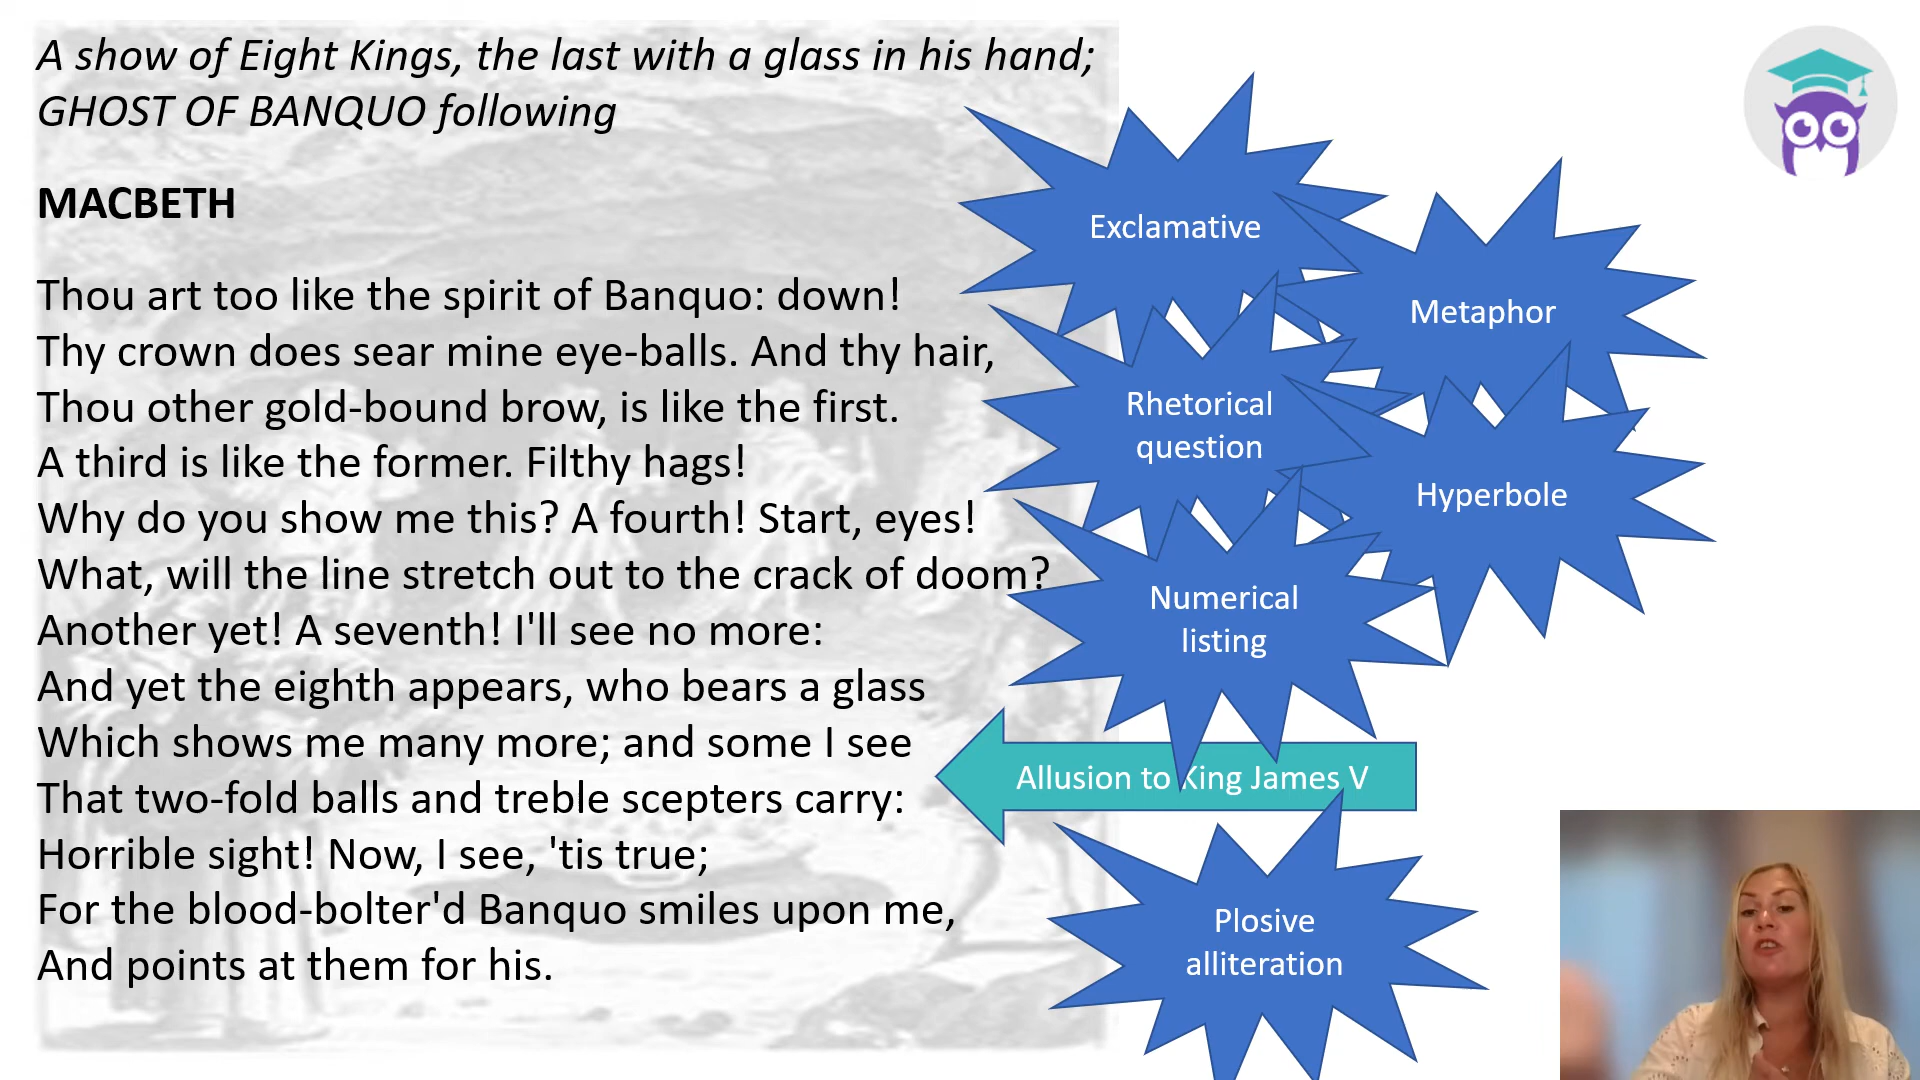 A show of Eight Kings, the last with a glass in his hand;
GHOST OF BANQUO following
MACBETH
Thou art too like the spirit of Banquo: down!
Thy crown does sear mine eye-balls. And thy hair,
Thou other gold-bound brow, is like the first.
A third is like the former. Filthy hags!
Why do you show me this? A fourth! Start, eyes!
What, will the line stretch out to the crack of doom?
Another yet! A seventh! I'll see no more:
And yet the eighth appears, who bears a glass
Which shows me many more; and some I see
That two-fold balls and treble scepters carry:
Horrible sight! Now, I see, 'tis true;
For the blood-bolter'd Banquo smiles upon me,
And points at them for his.
Exclamative
Metaphor
Rhetorical
question
Hyperbole
Numerical
listing
Allusion to King James V
Plosive
alliteration